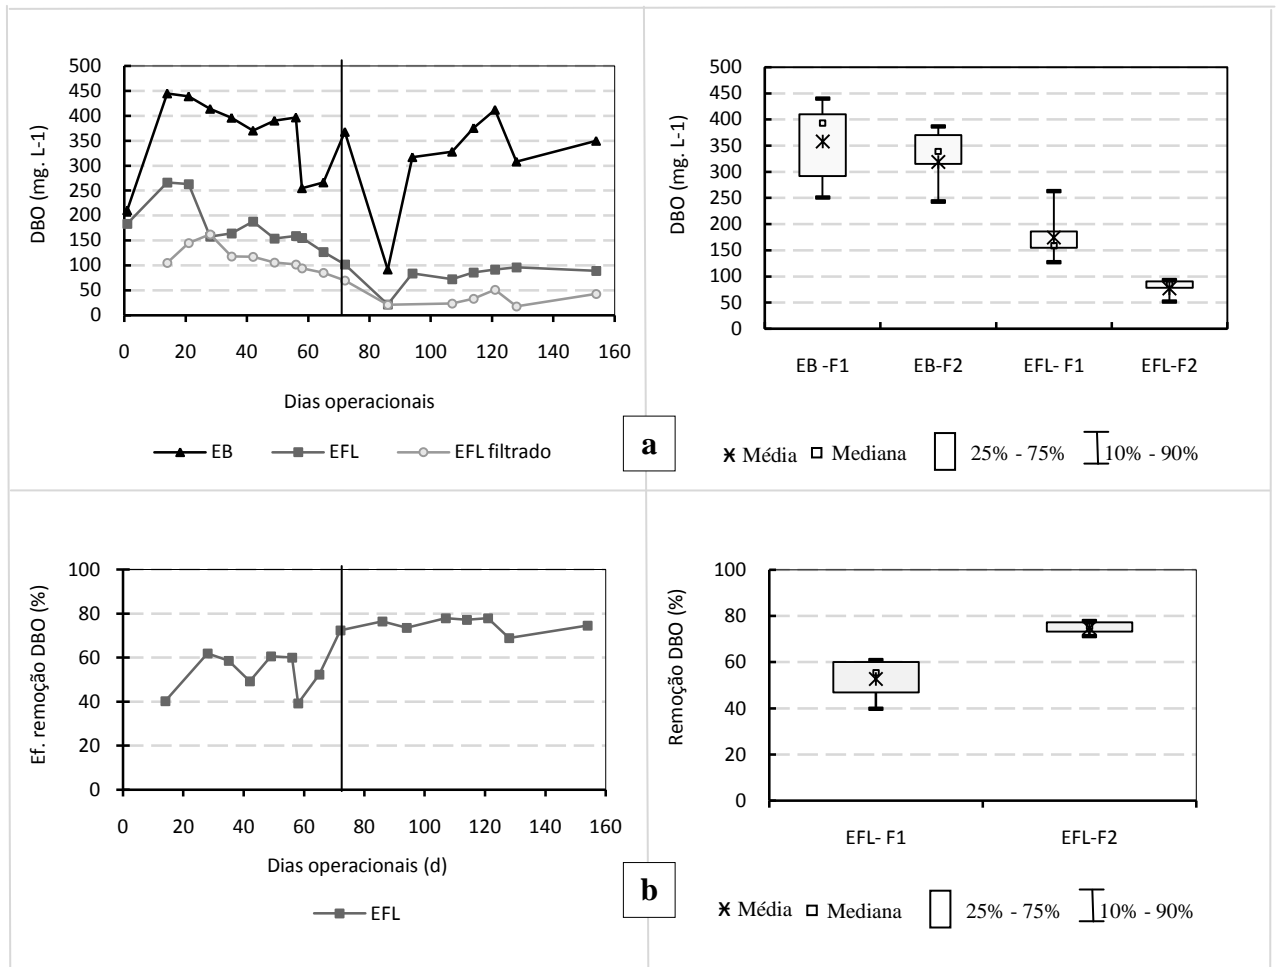 DBO (mg. L-1)
500
450
400
350
300
250
200
150
100
50
0
0 20 40 60 80 100 120 140 160
Dias operacionais
EB EFL EFL filtrado
a
DBO (mg. L-1)
500
450
400
350
300
250
200
150
100
50
0
EB -F1 EB-F2 EFL- F1 EFL-F2
Média Mediana 25% - 75% 10% - 90%
Ef. remoção DBO (%)
100
80
60
40
20
0
0 20 40 60 80 100 120 140 160
Dias operacionais (d)
EFL
b
Remoção DBO (%)
100
80
60
40
20
0
EFL- F1 EFL-F2
Média Mediana 25% - 75% 10% - 90%